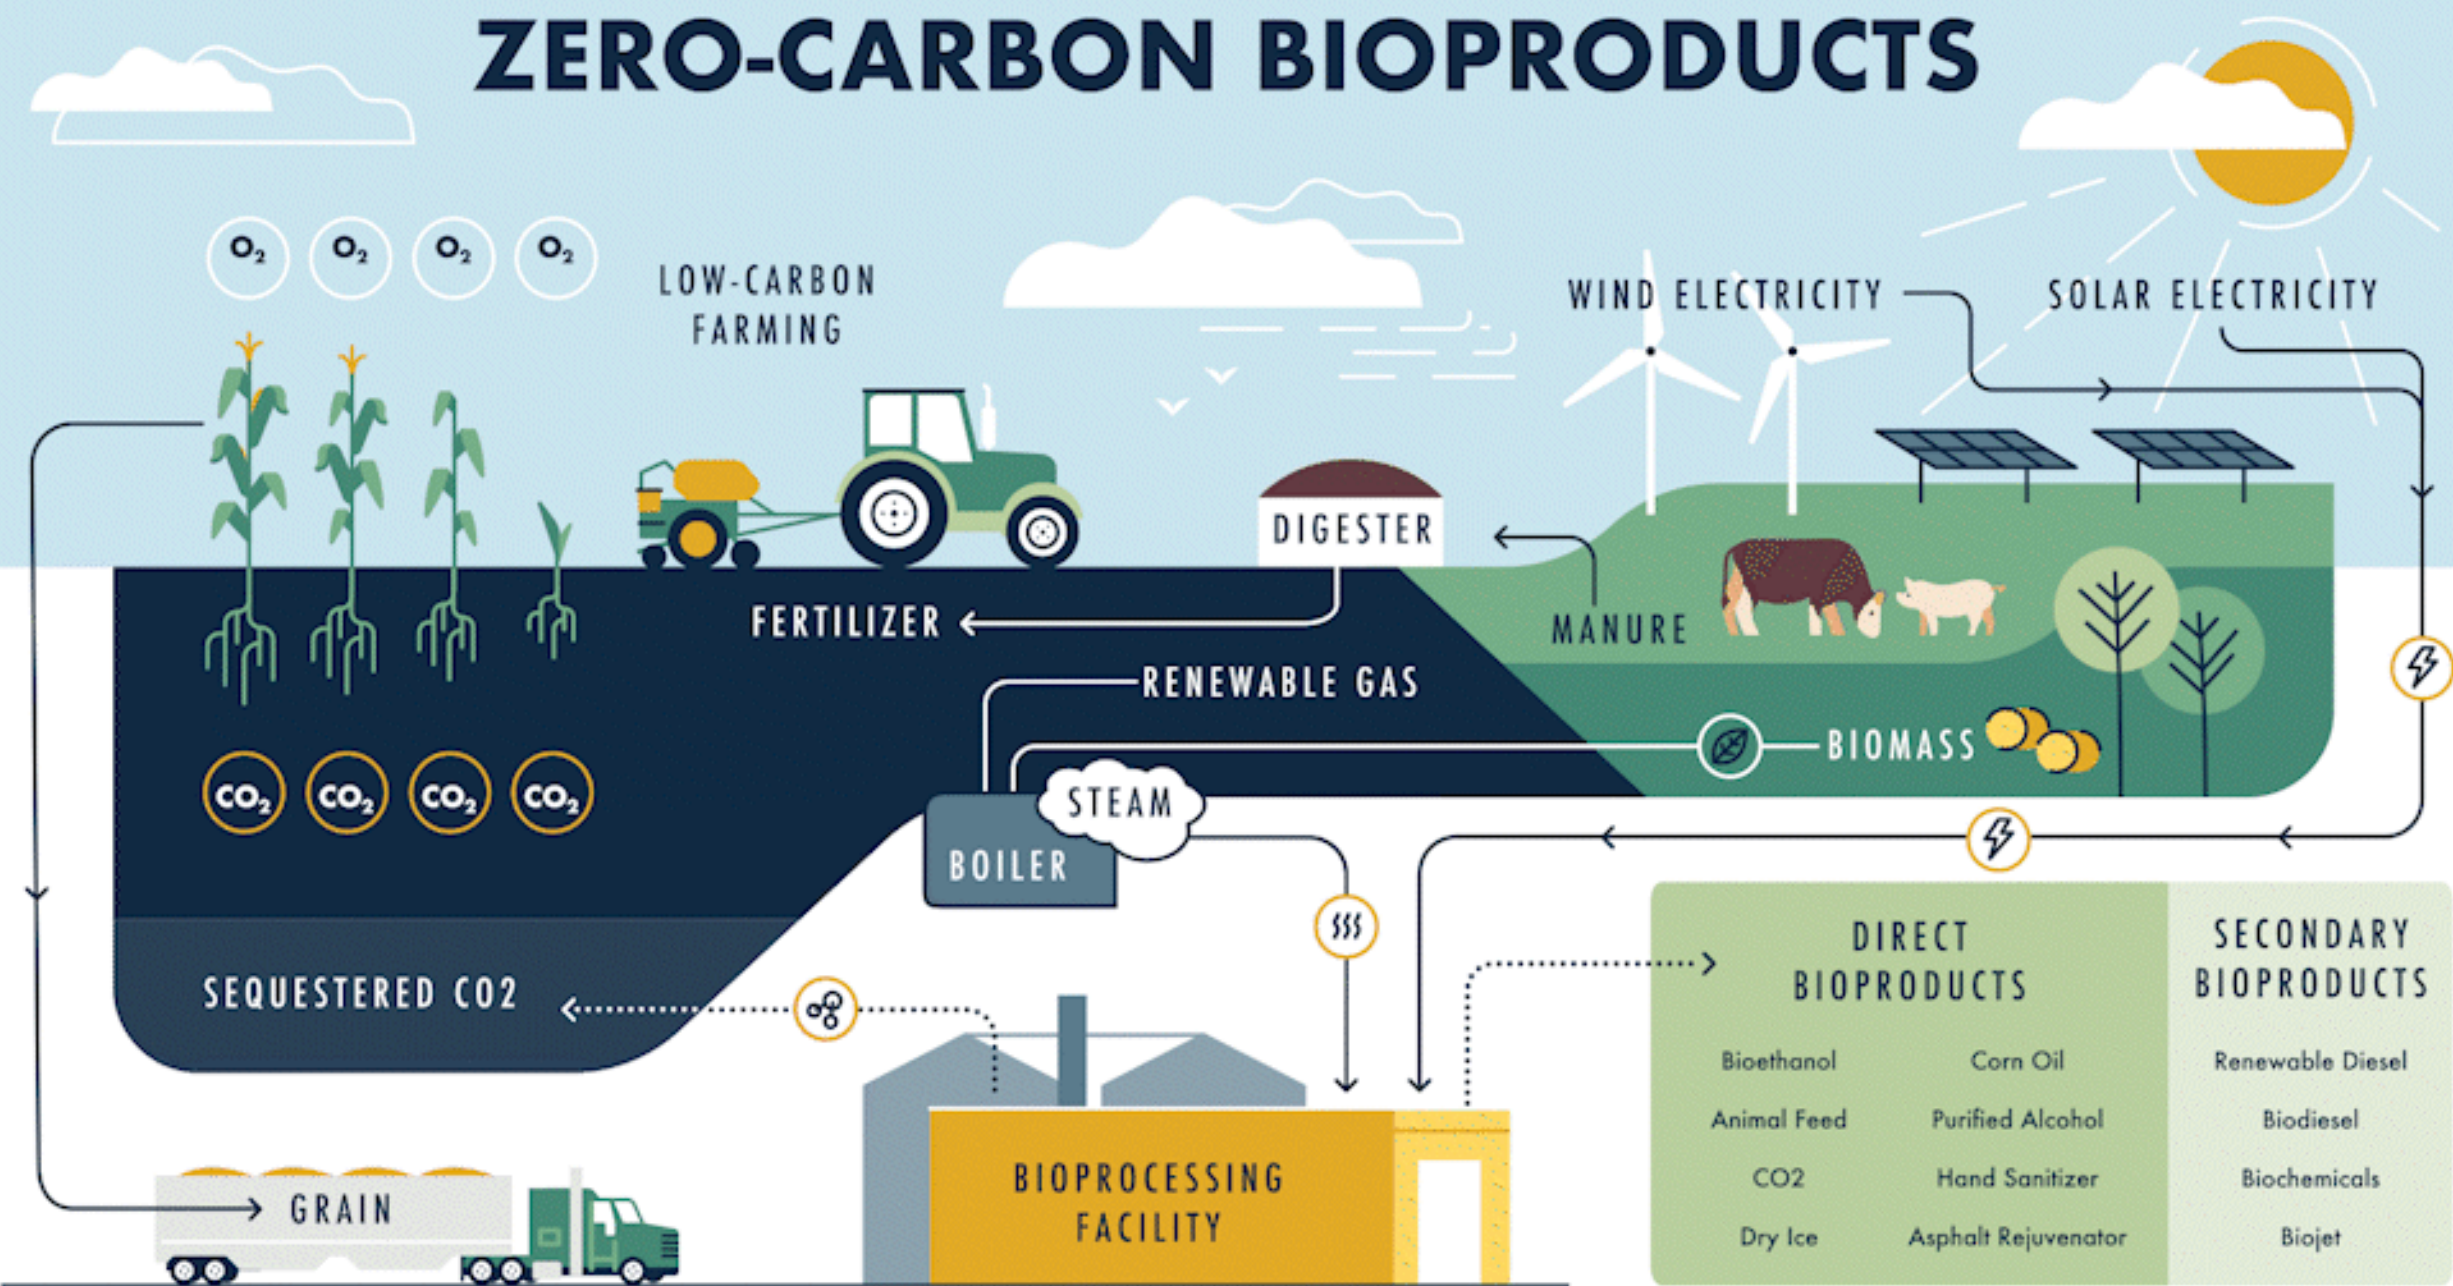 ZERO-CARBON BIOPRODUCTS
O₂ O₂ O₂ O₂
LOW-CARBON
FARMING
WIND ELECTRICITY
SOLAR ELECTRICITY
DIGESTER
FERTILIZER
MANURE
RENEWABLE GAS
BIOMASS
CO₂ CO₂ CO₂ CO₂
STEAM
BOILER
SEQUESTERED CO2
GRAIN
BIOPROCESSING
FACILITY
DIRECT
BIOPRODUCTS
Bioethanol Corn Oil
Animal Feed Purified Alcohol
CO2 Hand Sanitizer
Dry Ice Asphalt Rejuvenator
SECONDARY
BIOPRODUCTS
Renewable Diesel
Biodiesel
Biochemicals
Biojet